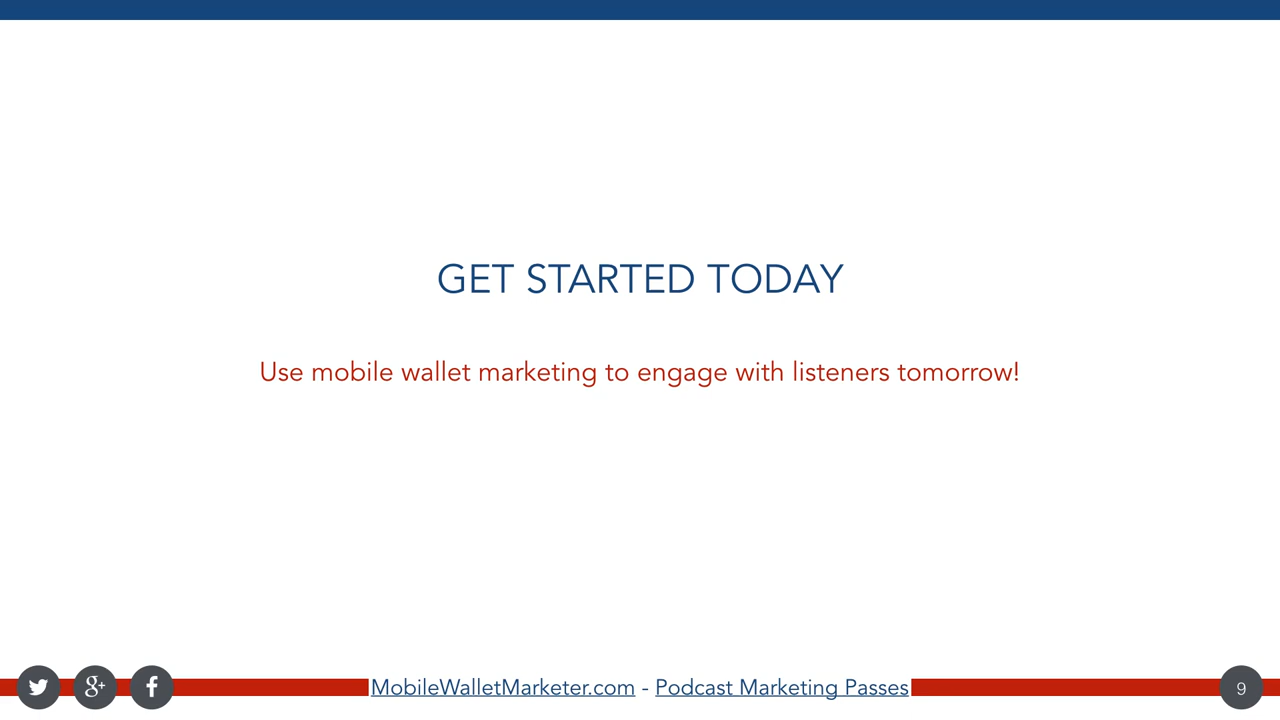 GET STARTED TODAY
Use mobile wallet marketing to engage with listeners tomorrow!
MobileWalletMarketer.com - Podcast Marketing Passes
9